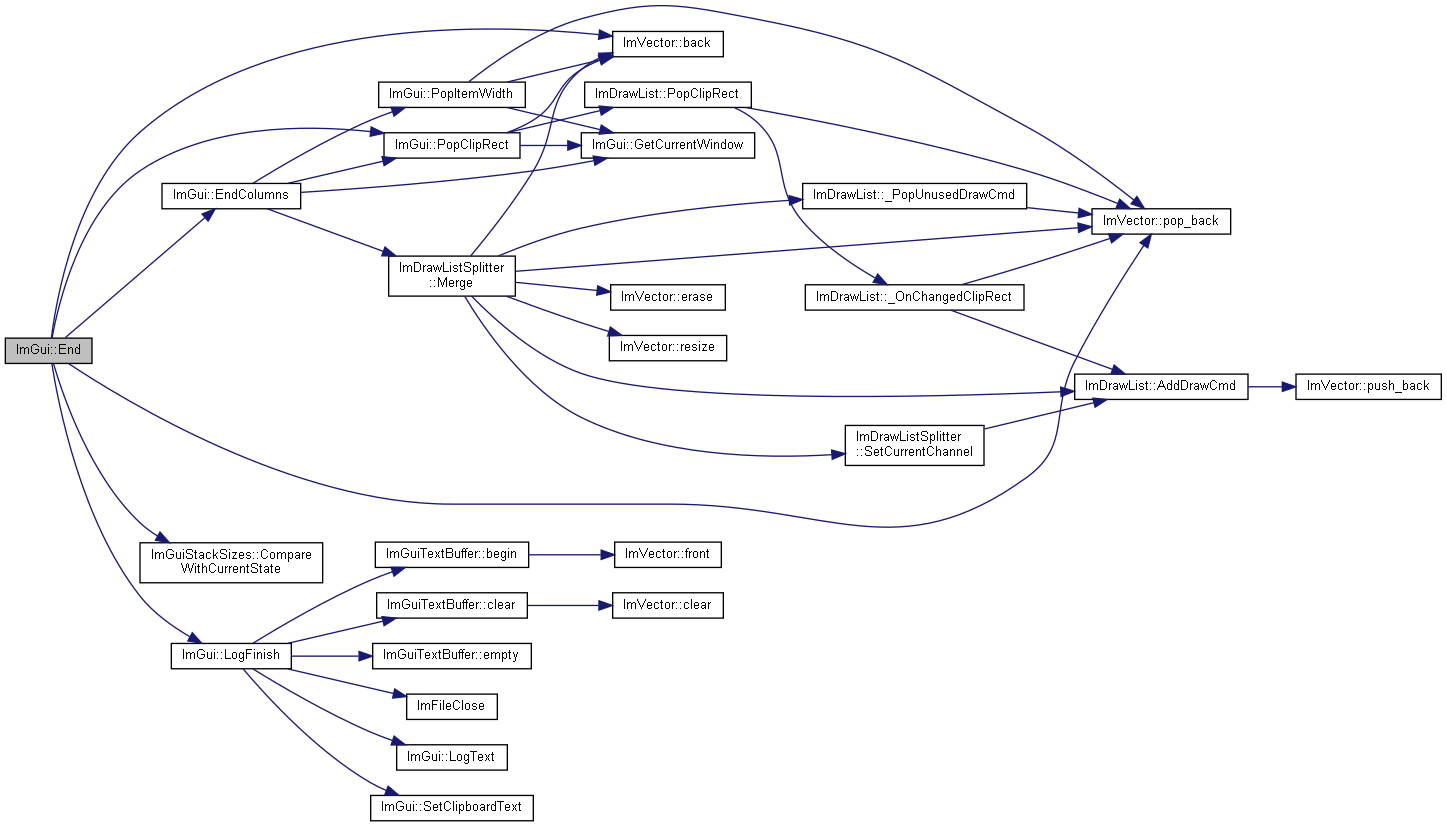 ImVector::back
ImGui::PopItemWidth
ImDrawList::PopClipRect
ImGui::PopClipRect
ImGui::GetCurrentWindow
ImGui::EndColumns
ImDrawList::_PopUnusedDrawCmd
ImVector::pop_back
ImDrawListSplitter
::Merge
ImVector::erase
ImDrawList::_OnChangedClipRect
ImGui::End
ImVector::resize
ImDrawList::AddDrawCmd
ImVector::push_back
ImDrawListSplitter
::SetCurrentChannel
ImGuiStackSizes::Compare
WithCurrentState
ImGuiTextBuffer::begin
ImVector::front
ImGuiTextBuffer::clear
ImVector::clear
ImGui::LogFinish
ImGuiTextBuffer::empty
ImFileClose
ImGui::LogText
ImGui::SetClipboardText